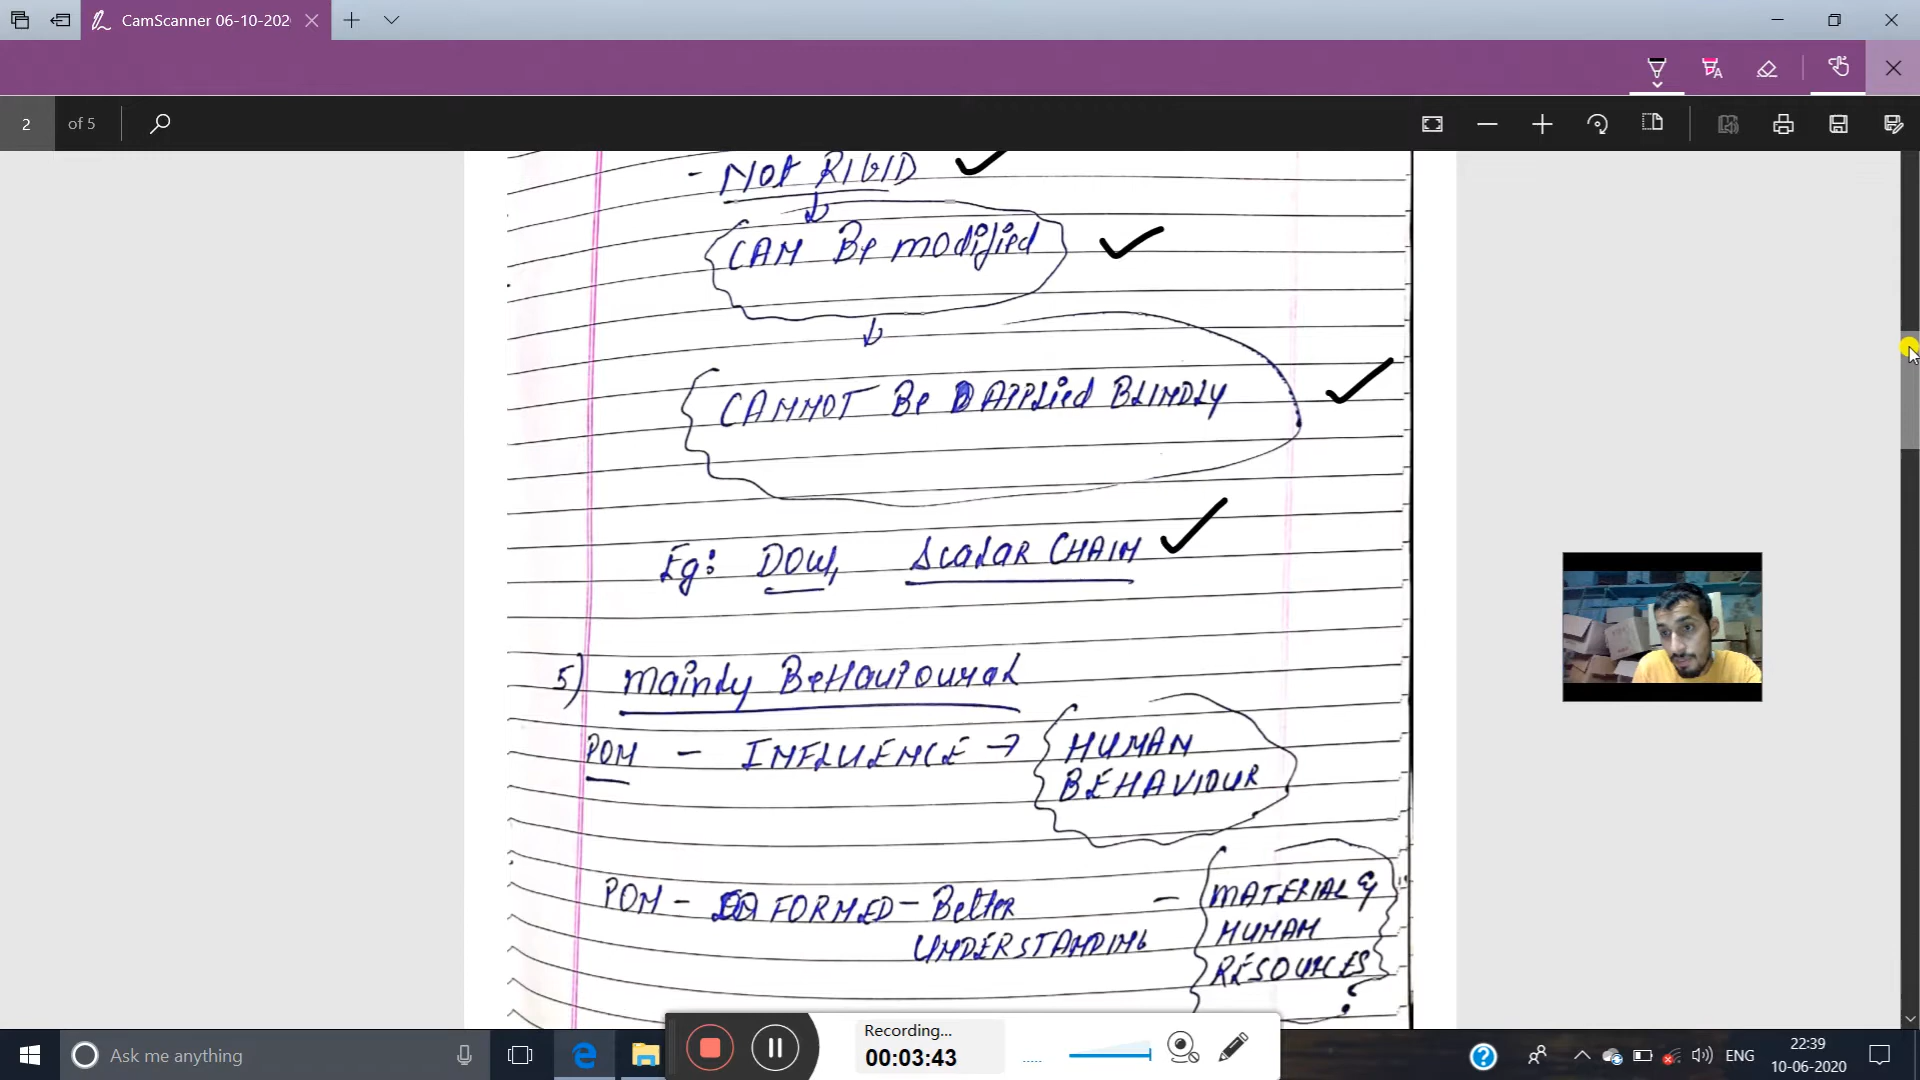 CamScanner 06-10-202
2 of 5
- Not RIGID
CAN Be modified
CANNOT Be APPLied BLINDLY
Eg: DOW, Scalar CHAIN
5) Mainly BeHaviourial
POM - INFLUENCE → HUMAN
BEHAVIOUR
POM - FORMED - Better
UNDERSTANDING
- MATERIAL &
HUMAN
RESOURCES
Recording...
00:03:43
Ask me anything
ENG
22:39
10-06-2020